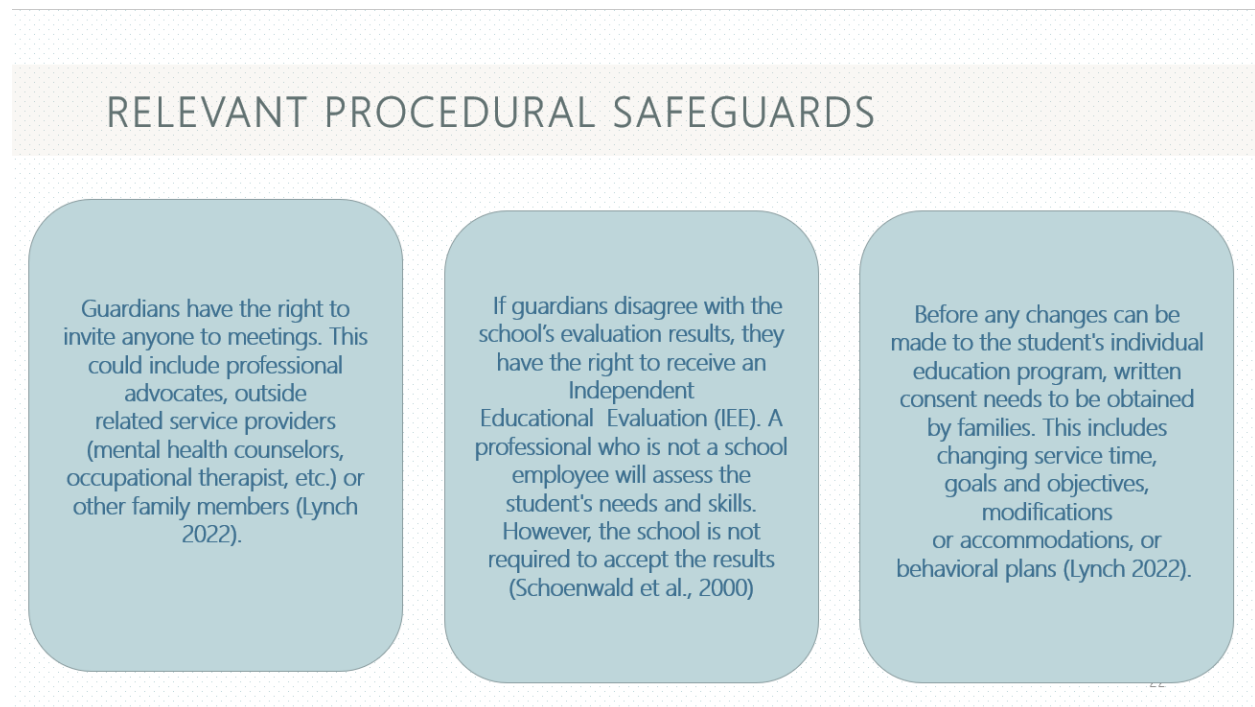 RELEVANT PROCEDURAL SAFEGUARDS
Guardians have the right to
invite anyone to meetings. This
could include professional
advocates, outside
related service providers
(mental health counselors,
occupational therapist, etc.) or
other family members (Lynch
2022).
If guardians disagree with the
school's evaluation results, they
have the right to receive an
Independent
Educational  Evaluation (IEE). A
professional who is not a school
employee will assess the
student's needs and skills.
However, the school is not
required to accept the results
(Schoenwald et al., 2000)
Before any changes can be
made to the student's individual
education program, written
consent needs to be obtained
by families. This includes
changing service time,
goals and objectives,
modifications
or accommodations, or
behavioral plans (Lynch 2022).